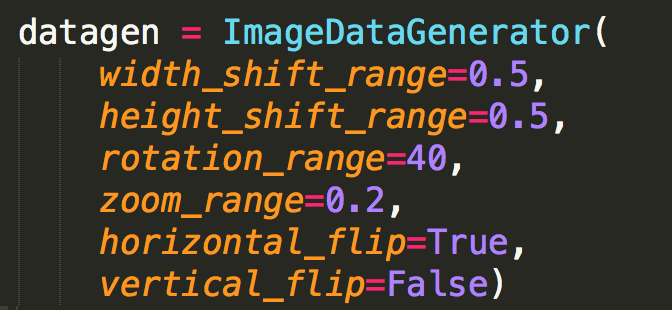 datagen = ImageDataGenerator(
width_shift_range=0.5,
height_shift_range=0.5,
rotation_range=40,
zoom_range=0.2,
horizontal_flip=True,
vertical_flip=False)